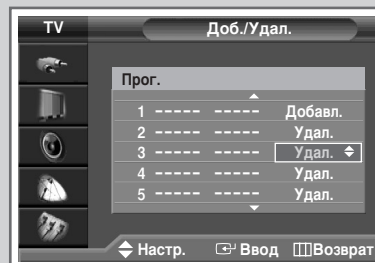 TV Доб./Удал.
Прог.
1 ----- ----- Добавл.
2 ----- ----- Удал.
3 ----- ----- Удал.
4 ----- ----- Удал.
5 ----- ----- Удал.
Настр. Ввод Возврат